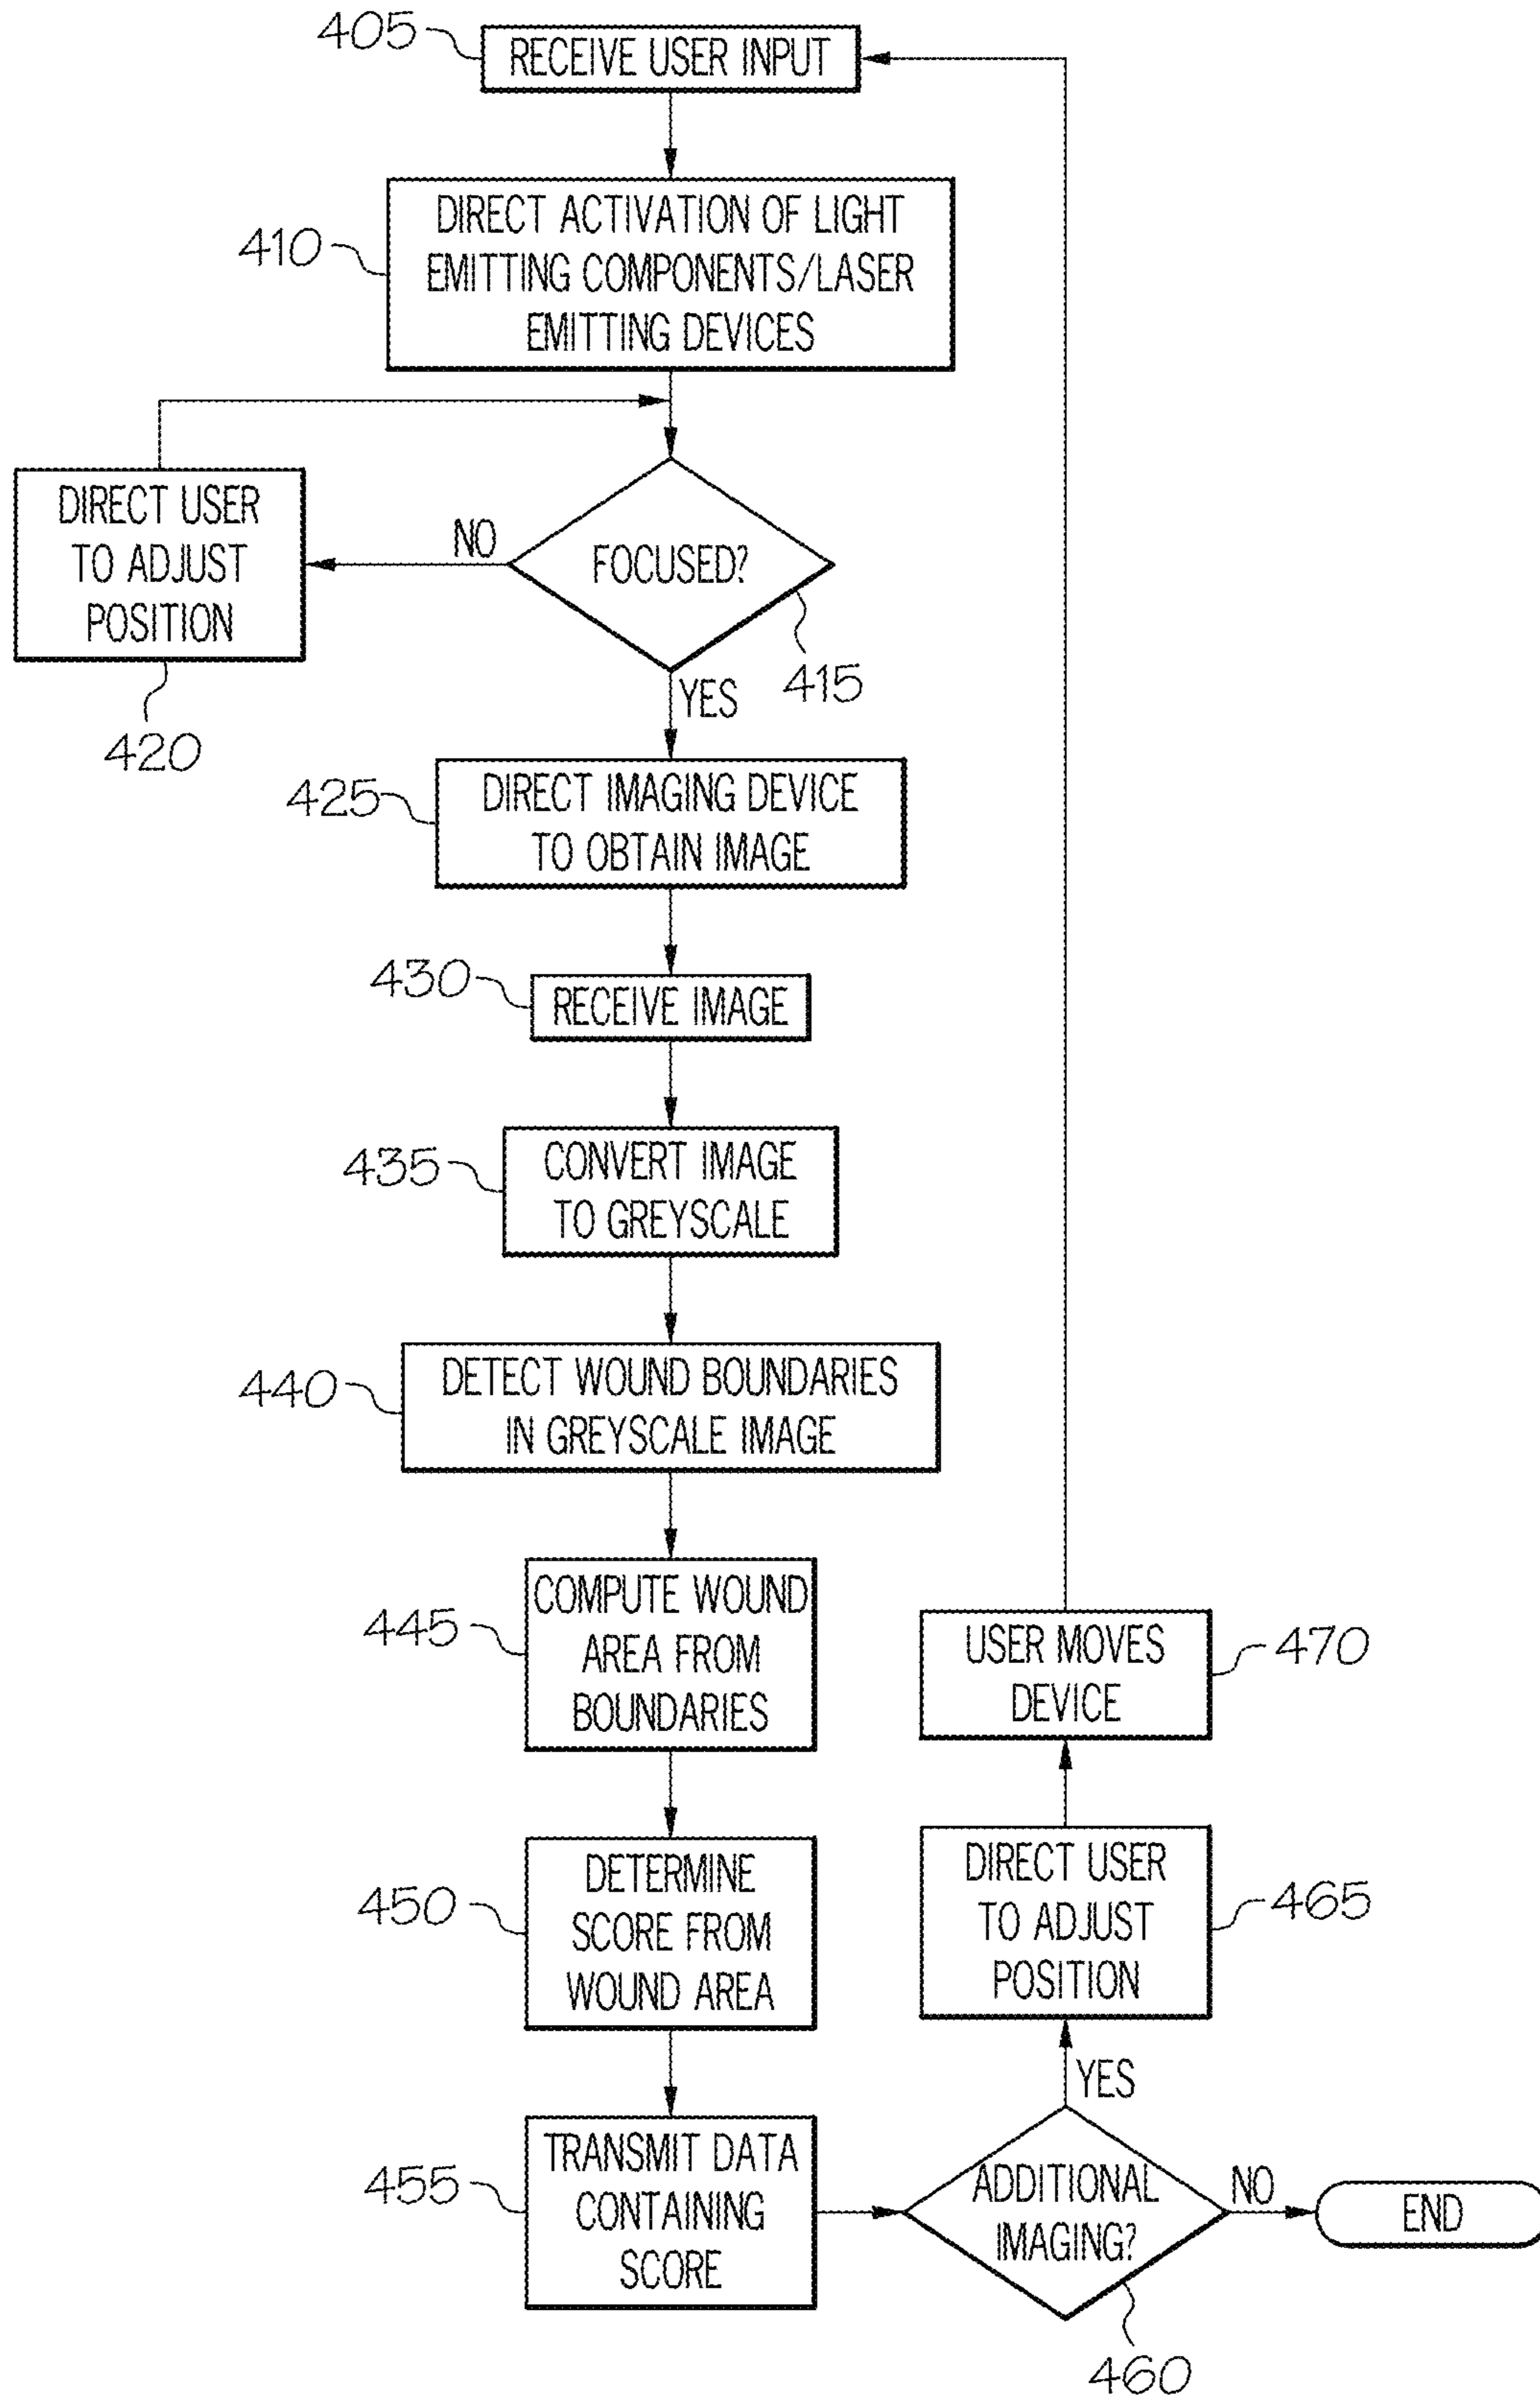 405
RECEIVE USER INPUT
410
DIRECT ACTIVATION OF LIGHT
EMITTING COMPONENTS/LASER
EMITTING DEVICES
DIRECT USER
TO ADJUST
POSITION
420
NO
FOCUSED?
415
YES
425
DIRECT IMAGING DEVICE
TO OBTAIN IMAGE
430
RECEIVE IMAGE
435
CONVERT IMAGE
TO GREYSCALE
440
DETECT WOUND BOUNDARIES
IN GREYSCALE IMAGE
445
COMPUTE WOUND
AREA FROM
BOUNDARIES
450
DETERMINE
SCORE FROM
WOUND AREA
455
TRANSMIT DATA
CONTAINING
SCORE
ADDITIONAL
IMAGING?
460
NO
END
YES
DIRECT USER
TO ADJUST
POSITION
465
USER MOVES
DEVICE
470